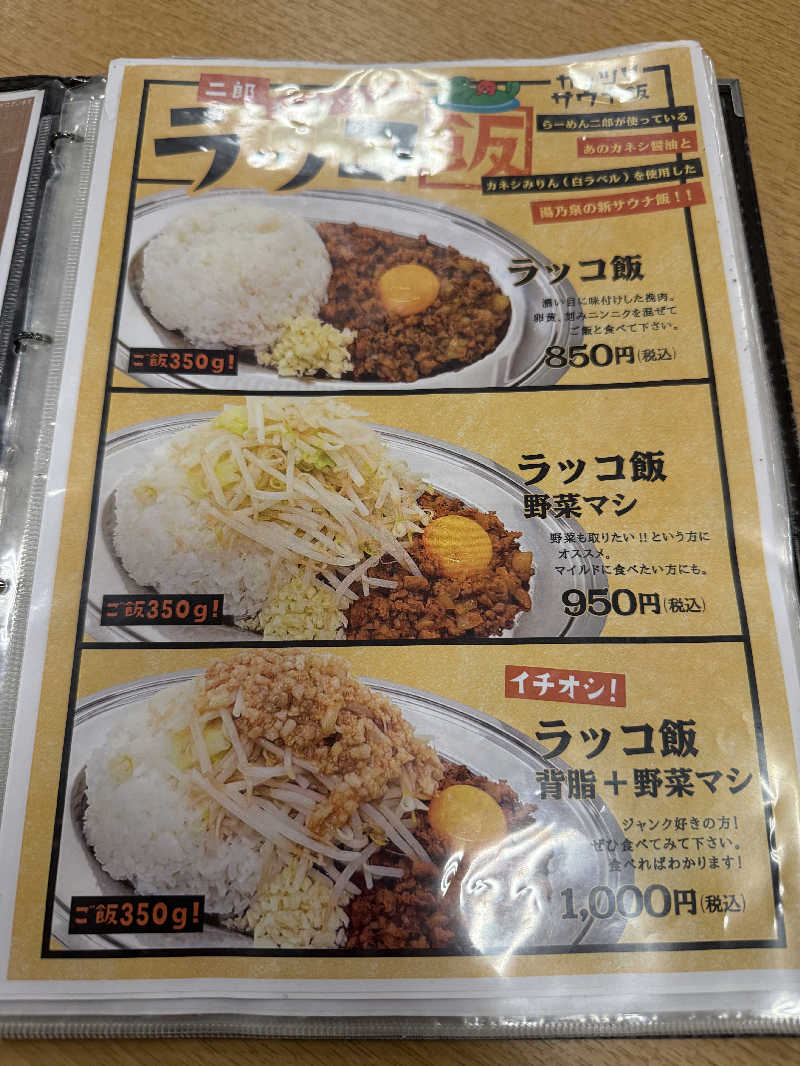 二郎
ラッコ飯
ガッツリ
サウナ飯
らーめん二郎が使っている
あのカネシ醤油と
カネシみりん(白ラベル)を使用した
湯乃泉の新サウナ飯!!
ラッコ飯
濃い目に味付けした挽肉。
卵黄、刻みニンニクを混ぜて
ご飯と食べて下さい。
850円(税込)
ご飯350g!
ラッコ飯
野菜マシ
野菜も取りたい!!という方に
オススメ。
マイルドに食べたい方にも。
950円(税込)
ご飯350g!
イチオシ!
ラッコ飯
背脂+野菜マシ
ジャンク好きの方!
ぜひ食べてみて下さい。
食べればわかります!
1,000円(税込)
ご飯350g!